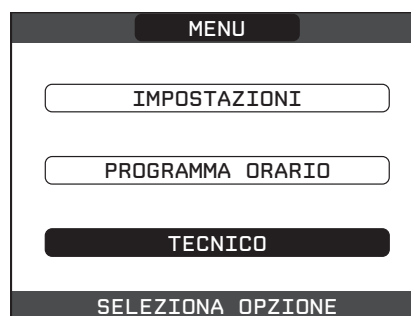 MENU
IMPOSTAZIONI
PROGRAMMA ORARIO
TECNICO
SELEZIONA OPZIONE